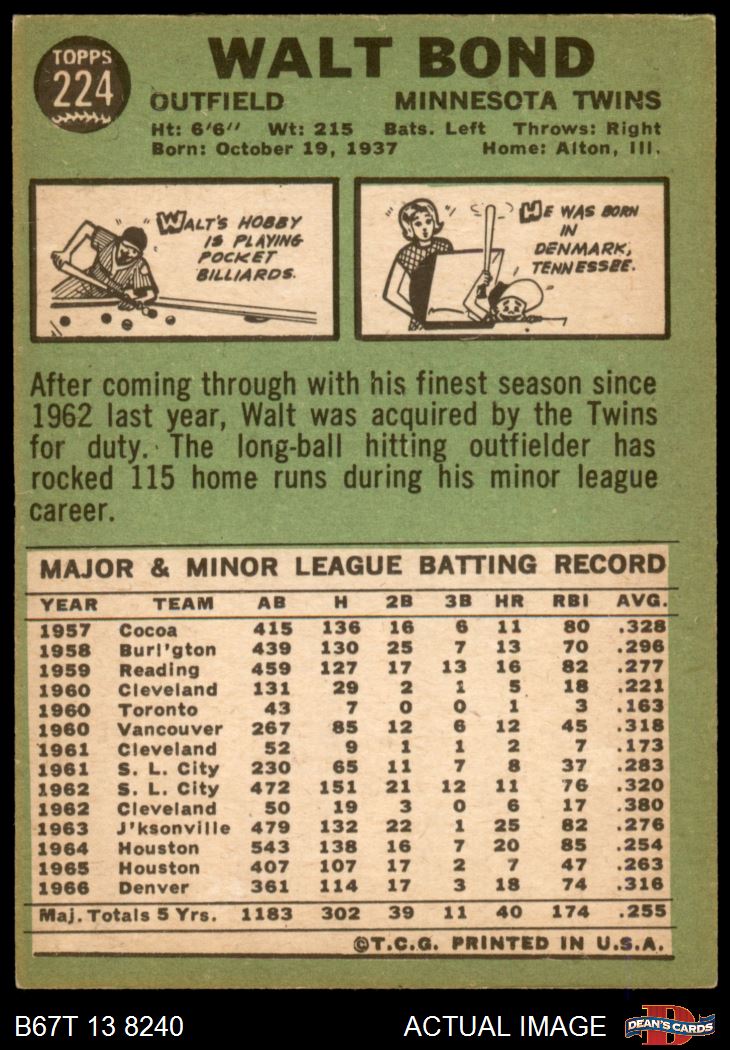 TOPPS
224
WALT BOND
OUTFIELD MINNESOTA TWINS
Ht: 6'6" Wt: 215 Bats. Left Throws: Right
Born: October 19, 1937 Home: Alton, Ill.
WALT'S HOBBY
IS PLAYING
POCKET
BILLIARDS.
HE WAS BORN
IN
DENMARK,
TENNESSEE.
After coming through with his finest season since
1962 last year, Walt was acquired by the Twins
for duty. The long-ball hitting outfielder has
rocked 115 home runs during his minor league
career.
MAJOR & MINOR LEAGUE BATTING RECORD
YEAR TEAM AB H 2B 3B HR RBI AVG.
1957 Cocoa 415 136 16 6 11 80 .328
1958 Burl'gton 439 130 25 7 13 70 .296
1959 Reading 459 127 17 13 16 82 .277
1960 Cleveland 131 29 2 1 5 18 .221
1960 Toronto 43 7 0 0 1 3 .163
1960 Vancouver 267 85 12 6 12 45 .318
1961 Cleveland 52 9 1 1 2 7 .173
1961 S. L. City 230 65 11 7 8 37 .283
1962 S. L. City 472 151 21 12 11 76 .320
1962 Cleveland 50 19 3 0 6 17 .380
1963 J'ksonville 479 132 22 1 25 82 .276
1964 Houston 543 138 16 7 20 85 .254
1965 Houston 407 107 17 2 7 47 .263
1966 Denver 361 114 17 3 18 74 .316
Maj. Totals 5 Yrs. 1183 302 39 11 40 174 .255
©T.C.G. PRINTED IN U.S.A.
B67T 13 8240 ACTUAL IMAGE
D
DEAN'S CARDS